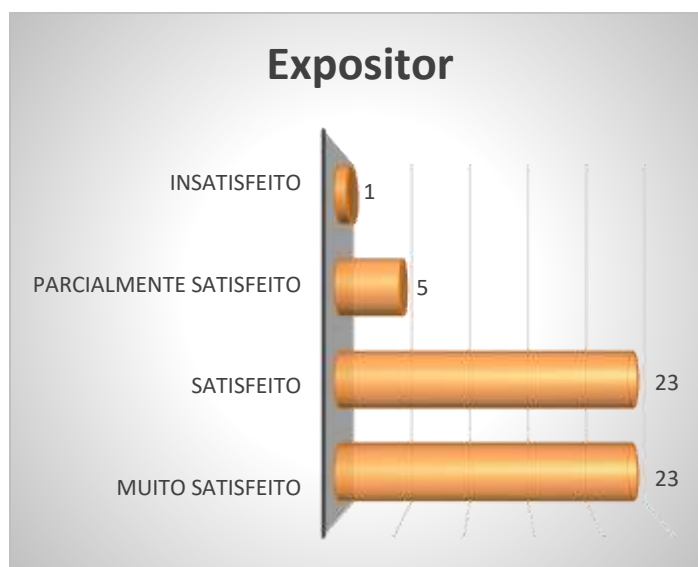 Expositor
INSATISFEITO 1
PARCIALMENTE SATISFEITO 5
SATISFEITO 23
MUITO SATISFEITO 23